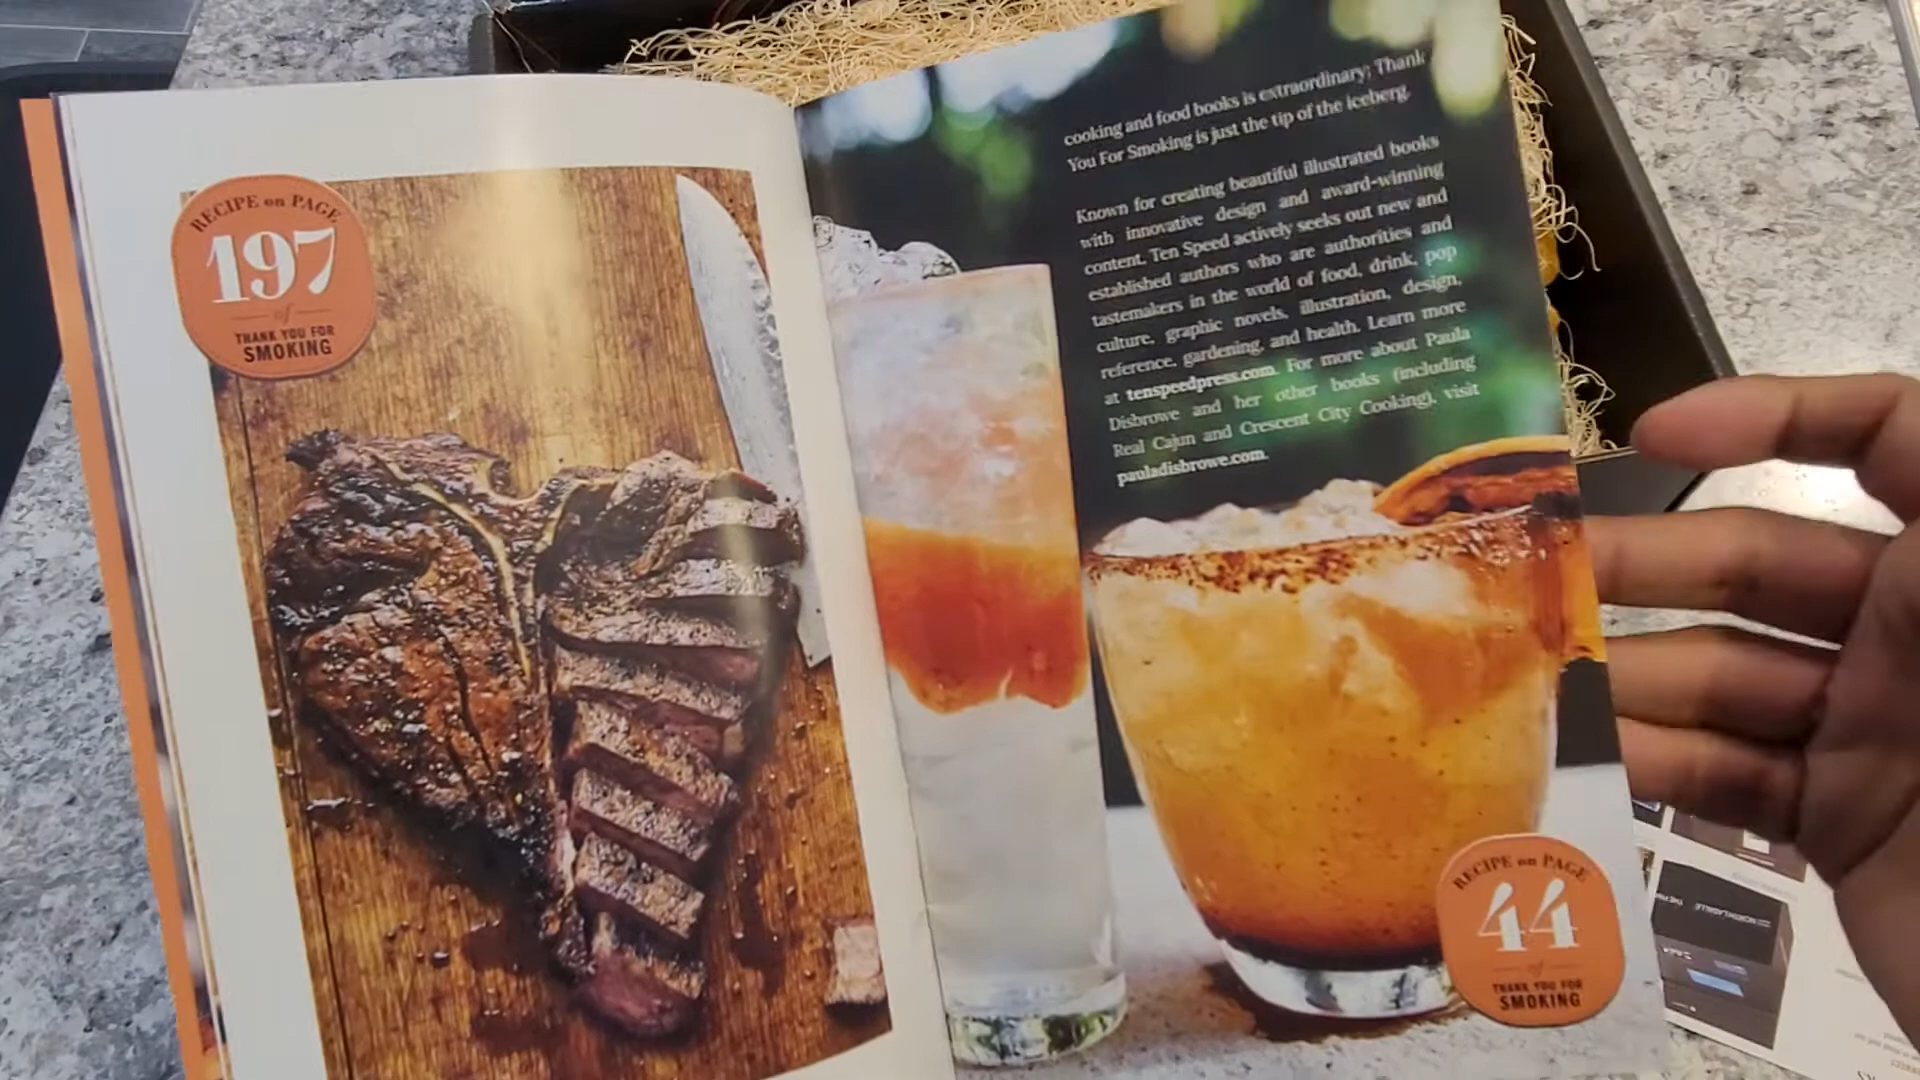 RECIPE on PAGE
197
of
THANK YOU FOR
SMOKING
cooking and food books is extraordinary; Thank
You For Smoking is just the tip of the iceberg.
Known for creating beautiful illustrated books
with innovative design and award-winning
content, Ten Speed actively seeks out new and
established authors who are authorities and
tastemakers in the world of food, drink, pop
culture, graphic novels, illustration, design,
reference, gardening, and health. Learn more
at tenspeedpress.com. For more about Paula
Disbrowe and her other books (including
Real Cajun and Crescent City Cooking), visit
pauladisbrowe.com.
RECIPE on PAGE
44
of
THANK YOU FOR
SMOKING